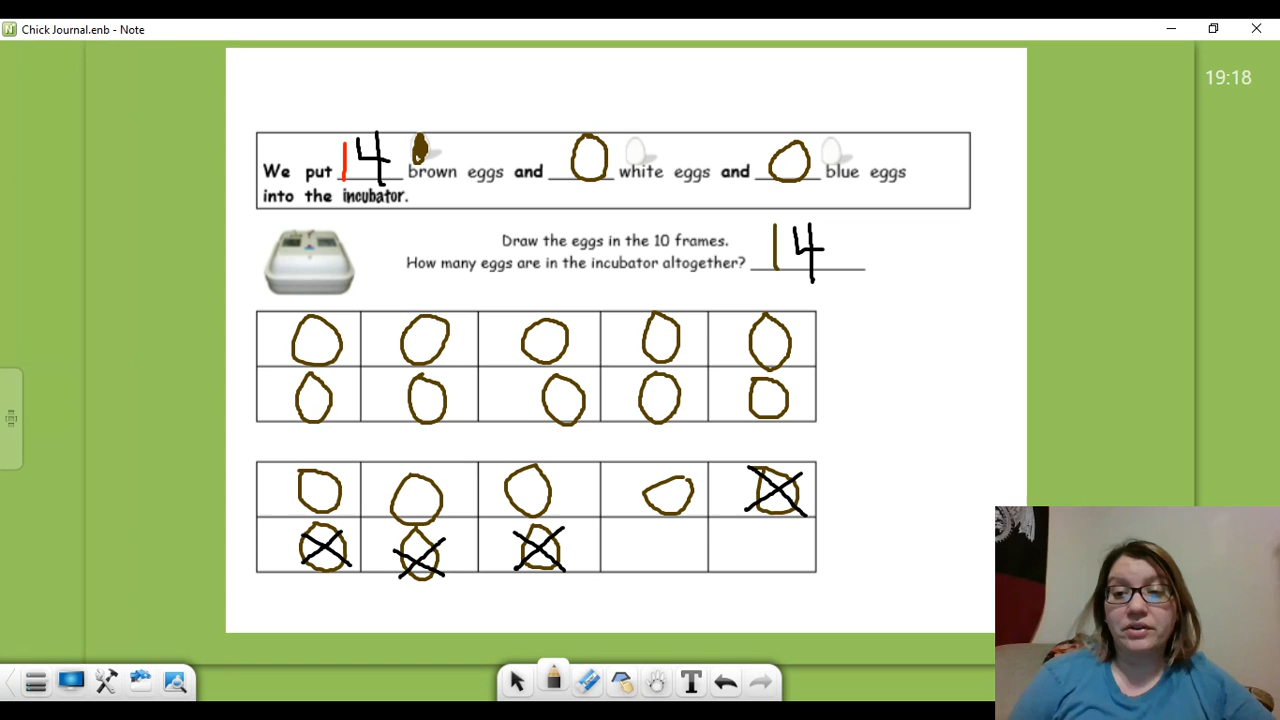 Chick Journal.enb - Note
19:18
We put 14 brown eggs and 0 white eggs and 0 blue eggs
into the incubator.
Draw the eggs in the 10 frames.
How many eggs are in the incubator altogether? 14